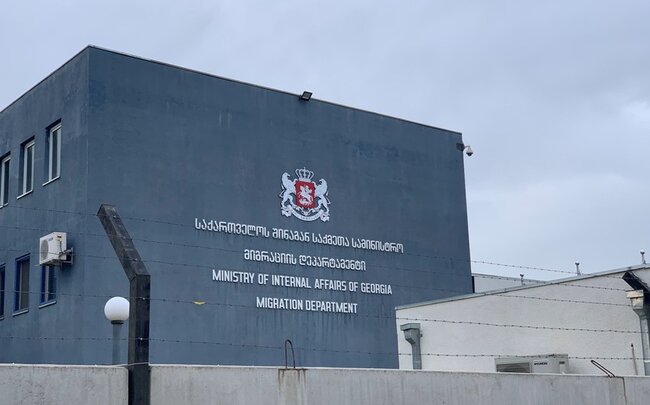 საქართველოს შინაგან საქმეთა სამინისტრო
მიგრაციის დეპარტამენტი
MINISTRY OF INTERNAL AFFAIRS OF GEORGIA
MIGRATION DEPARTMENT